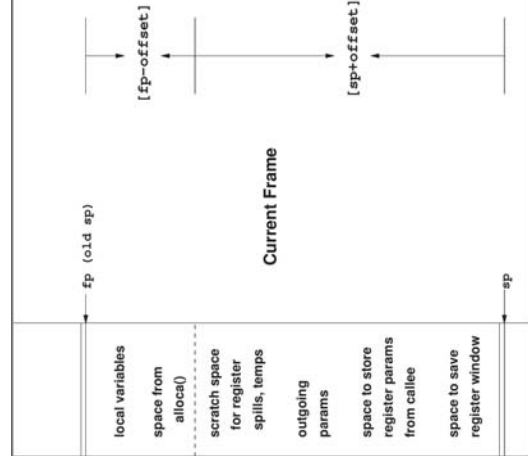 fp (old sp)
local variables
space from
alloca()
[fp-offset]
scratch space
for register
spills, temps
outgoing
params
space to store
register params
from callee
space to save
register window
Current Frame
[sp+offset]
sp